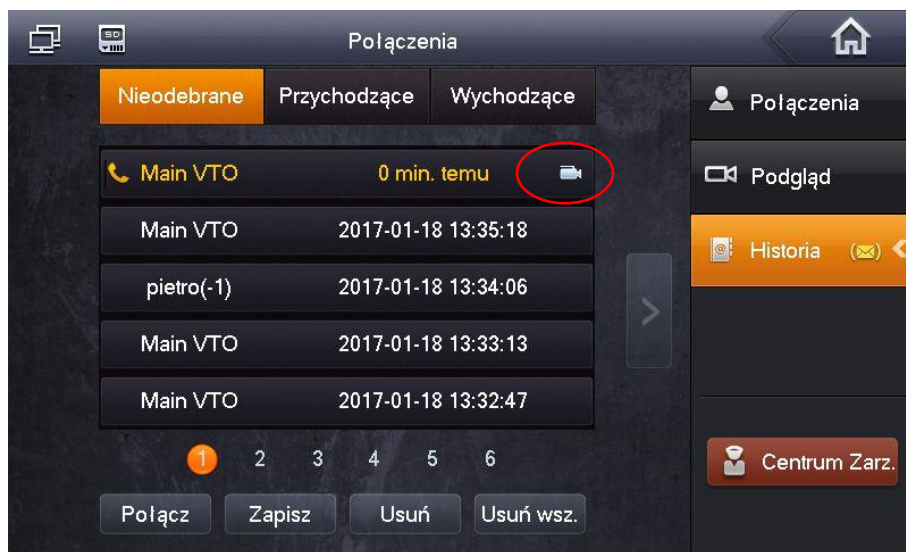 SD
Połączenia
Nieodebrane Przychodzące Wychodzące
Main VTO 0 min. temu
Main VTO 2017-01-18 13:35:18
pietro(-1) 2017-01-18 13:34:06
Main VTO 2017-01-18 13:33:13
Main VTO 2017-01-18 13:32:47
1 2 3 4 5 6
Połącz Zapisz Usuń Usuń wsz.
Połączenia
Podgląd
Historia
Centrum Zarz.